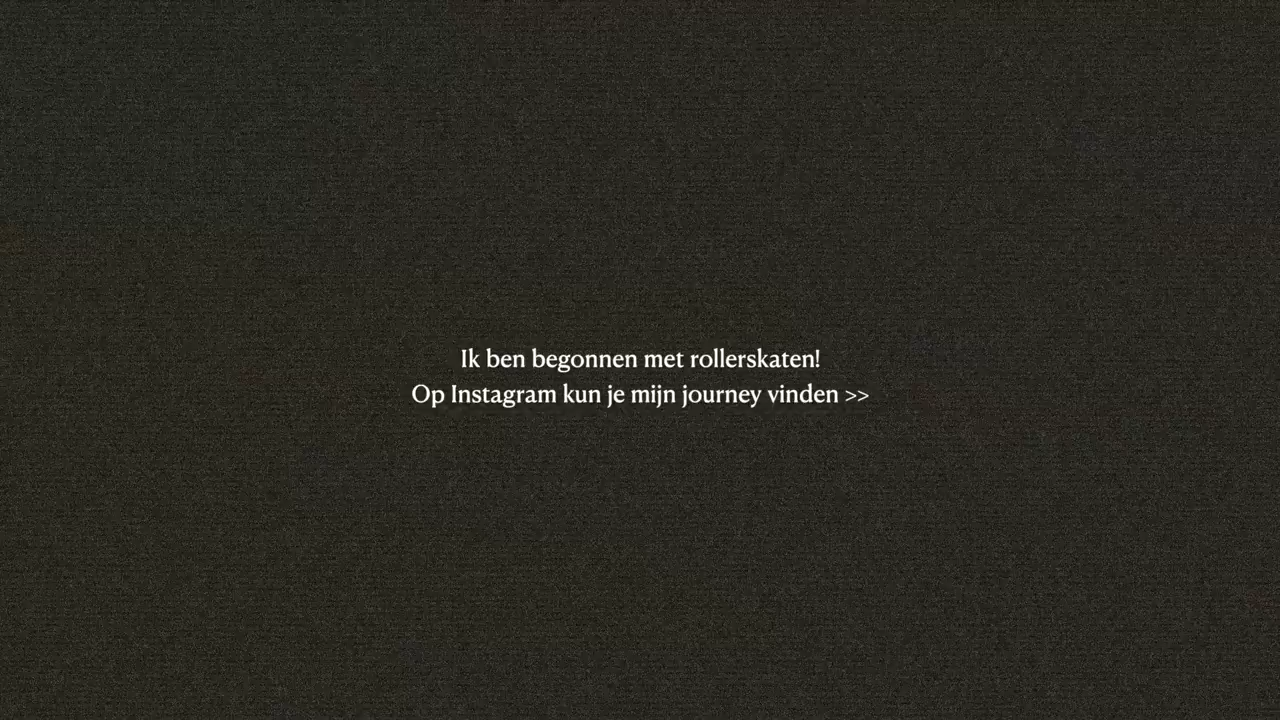 Ik ben begonnen met rollerskaten!
Op Instagram kun je mijn journey vinden >>